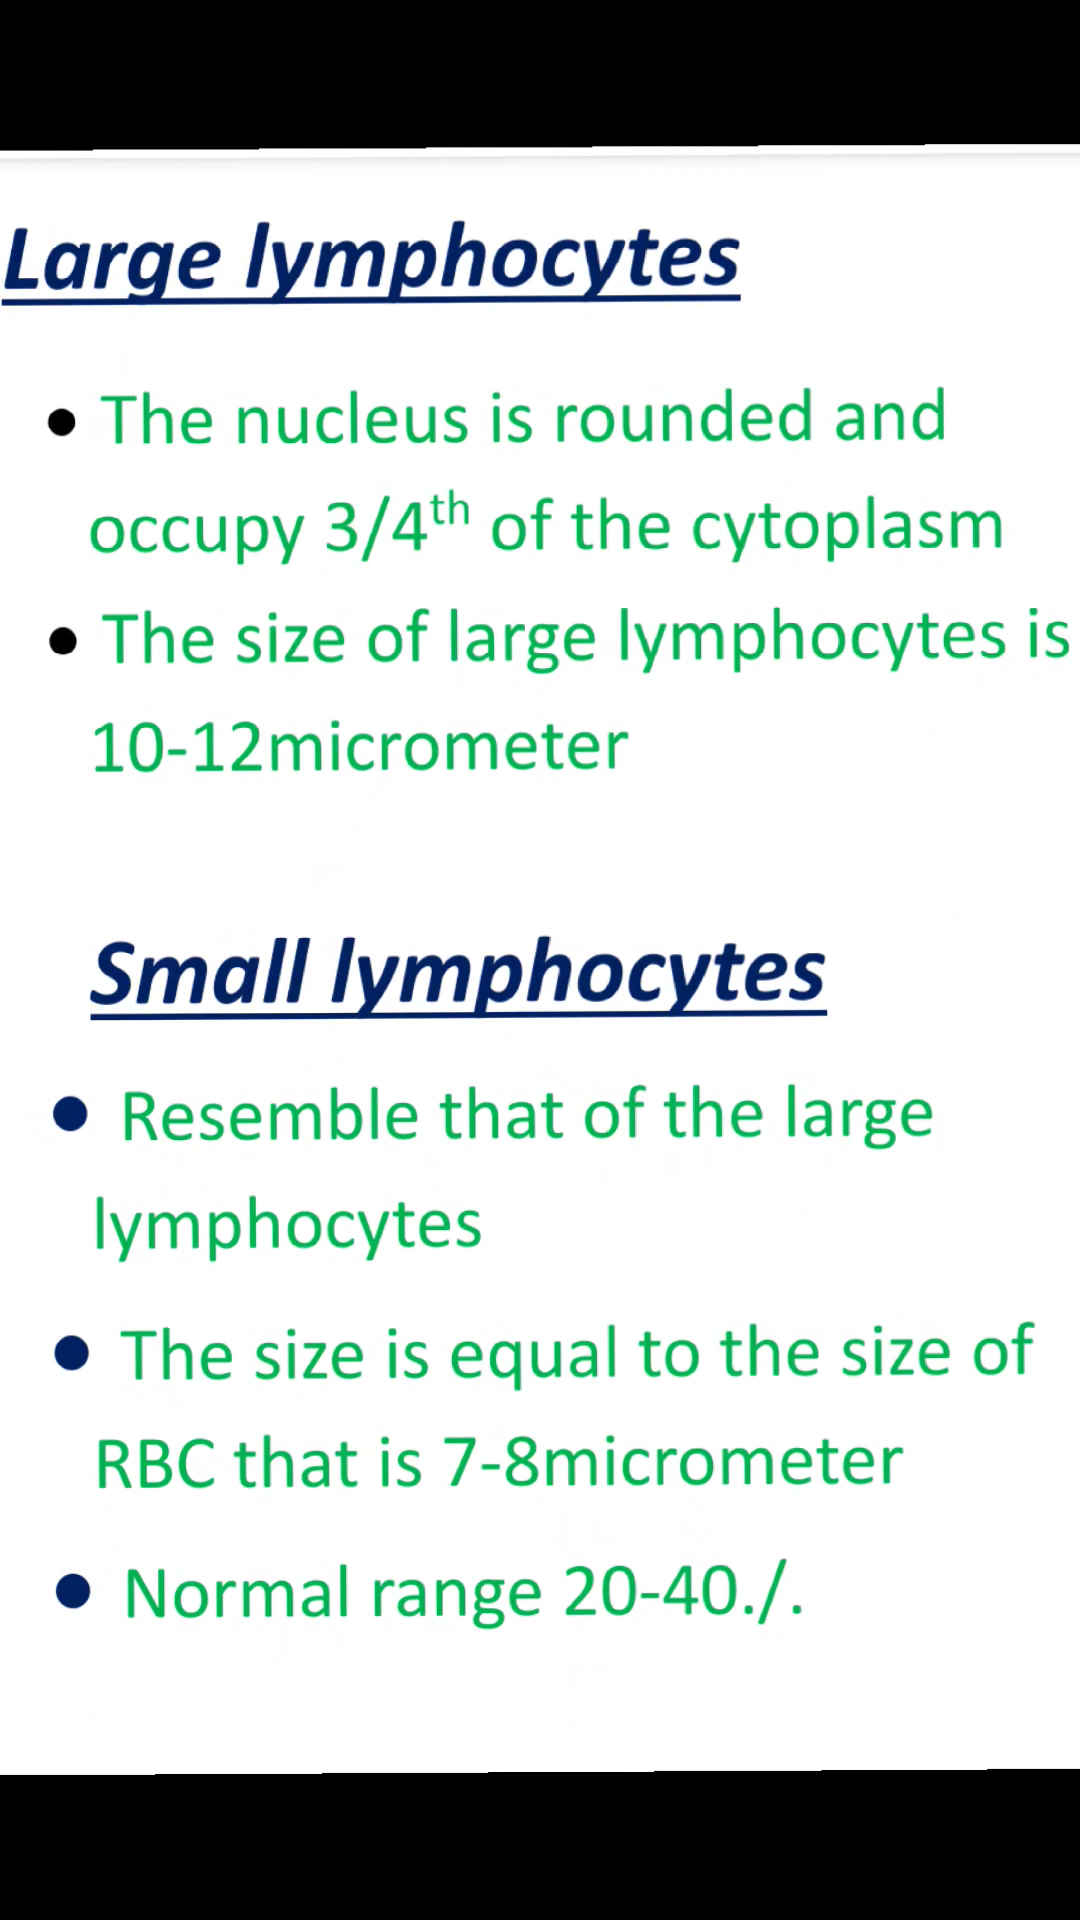 Large lymphocytes
• The nucleus is rounded and
occupy 3/4th of the cytoplasm
• The size of large lymphocytes is
10-12micrometer
Small lymphocytes
• Resemble that of the large
lymphocytes
• The size is equal to the size of
RBC that is 7-8micrometer
• Normal range 20-40./.